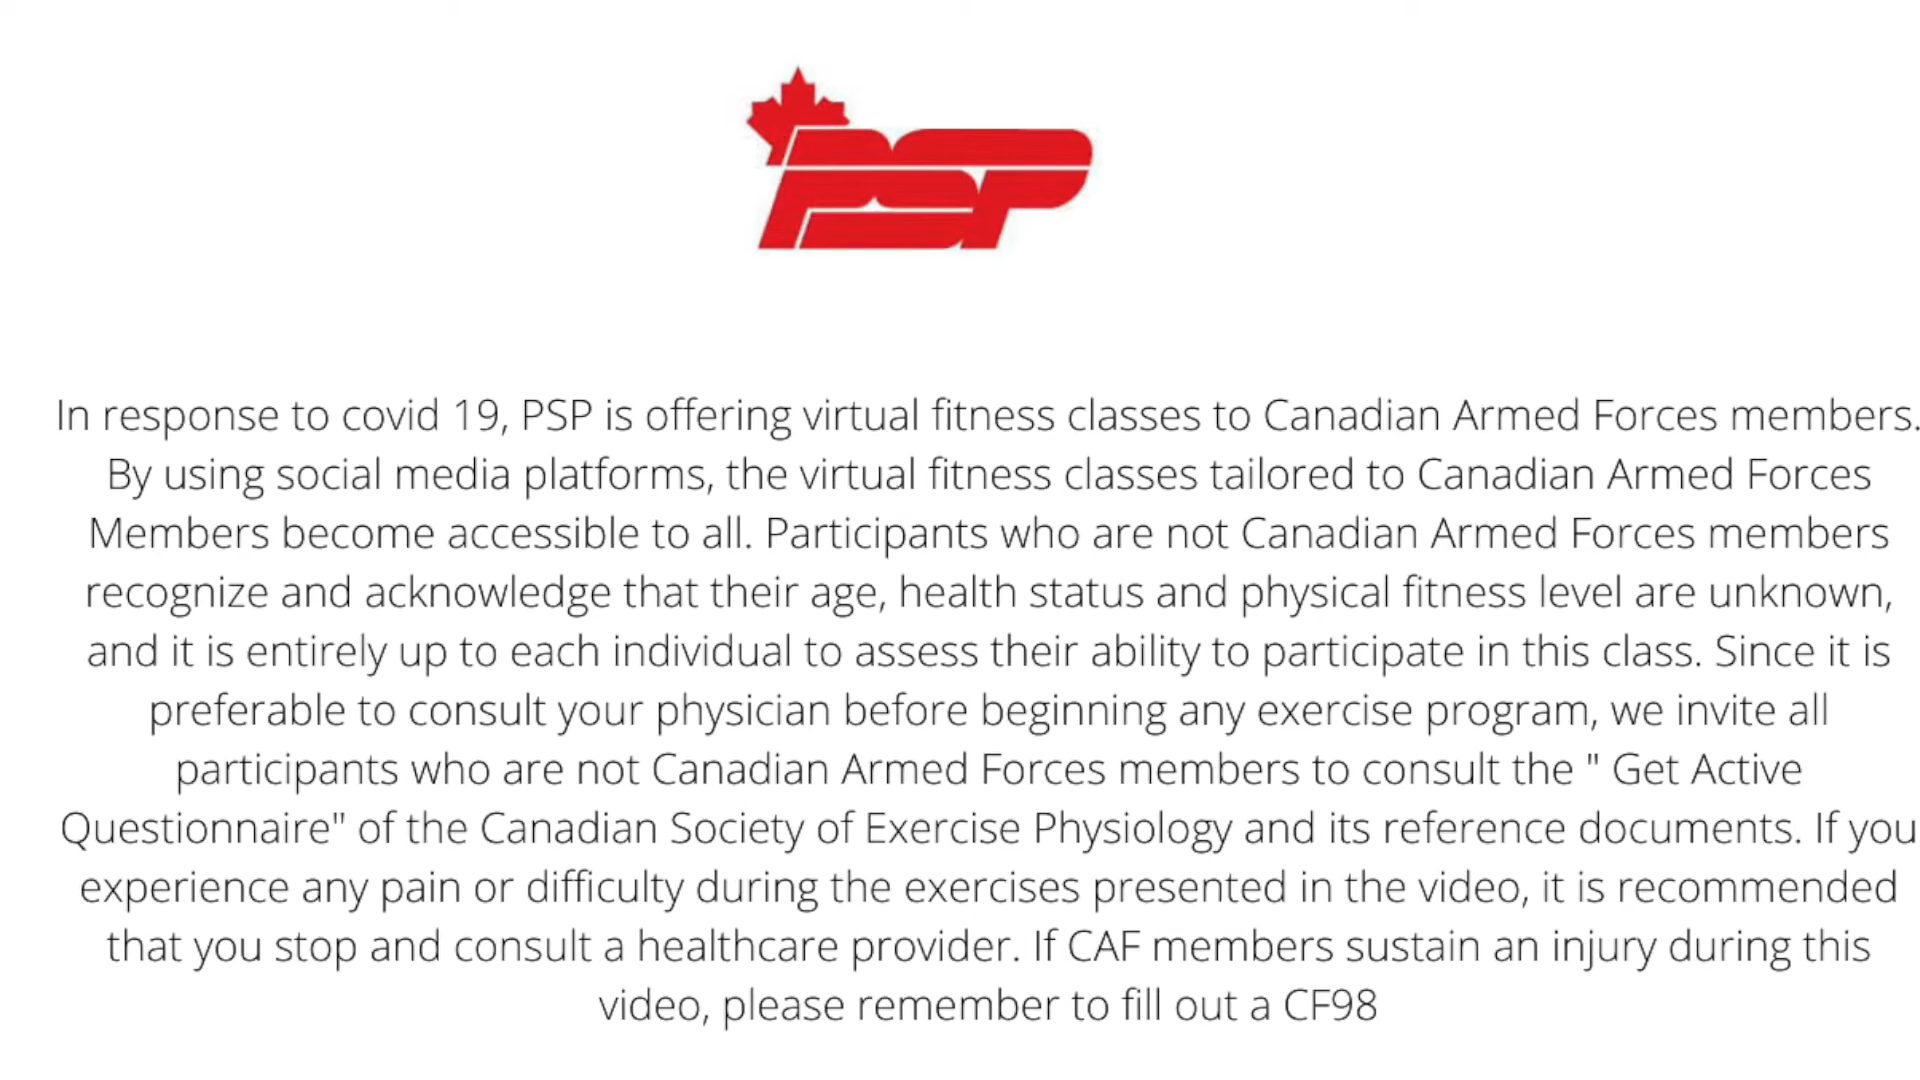 PSP
In response to covid 19, PSP is offering virtual fitness classes to Canadian Armed Forces members.
By using social media platforms, the virtual fitness classes tailored to Canadian Armed Forces
Members become accessible to all. Participants who are not Canadian Armed Forces members
recognize and acknowledge that their age, health status and physical fitness level are unknown,
and it is entirely up to each individual to assess their ability to participate in this class. Since it is
preferable to consult your physician before beginning any exercise program, we invite all
participants who are not Canadian Armed Forces members to consult the " Get Active
Questionnaire" of the Canadian Society of Exercise Physiology and its reference documents. If you
experience any pain or difficulty during the exercises presented in the video, it is recommended
that you stop and consult a healthcare provider. If CAF members sustain an injury during this
video, please remember to fill out a CF98